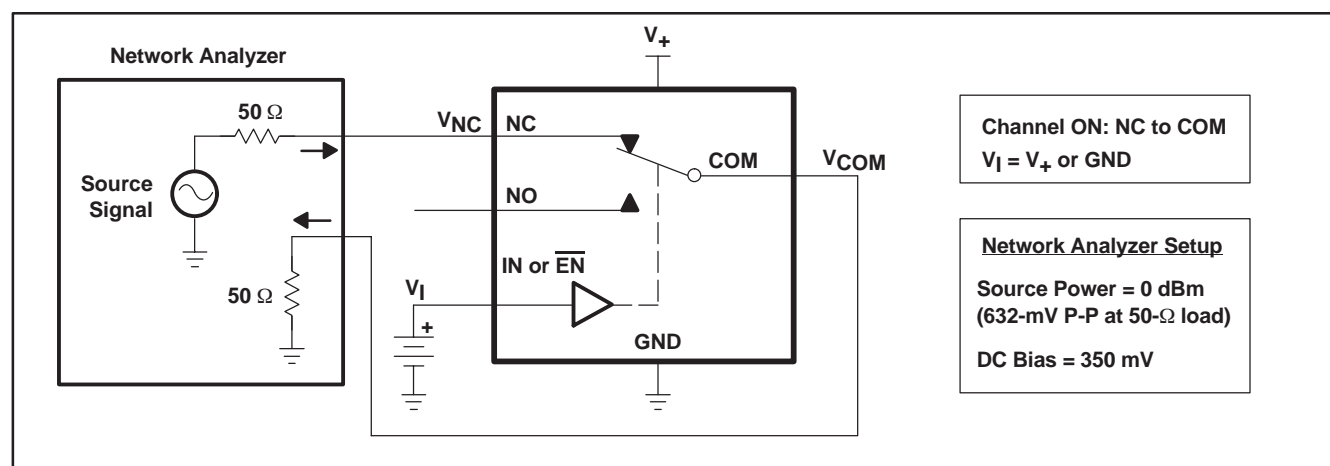 Network Analyzer
50 Ω
Source
Signal
50 Ω
V+
VNC
NC
NO
COM
VCOM
IN or E̅N̅
VI
+
GND
Channel ON: NC to COM
VI = V+ or GND
Network Analyzer Setup
Source Power = 0 dBm
(632-mV P-P at 50-Ω load)
DC Bias = 350 mV